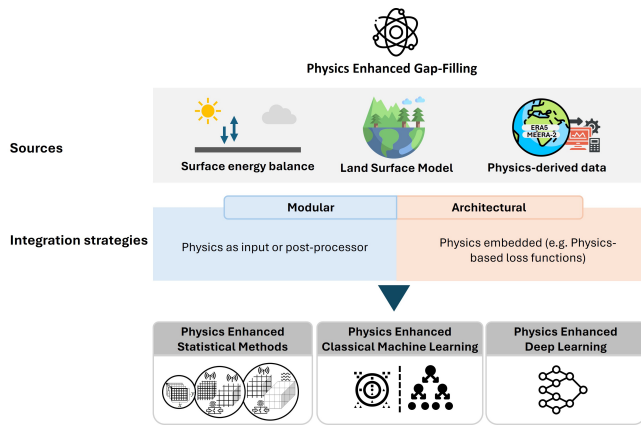 Physics Enhanced Gap-Filling
Sources
Surface energy balance
Land Surface Model
ERA5
MEERA-2
Physics-derived data
Modular
Architectural
Integration strategies
Physics as input or post-processor
Physics embedded (e.g. Physics-
based loss functions)
Physics Enhanced
Statistical Methods
Physics Enhanced
Classical Machine Learning
Physics Enhanced
Deep Learning